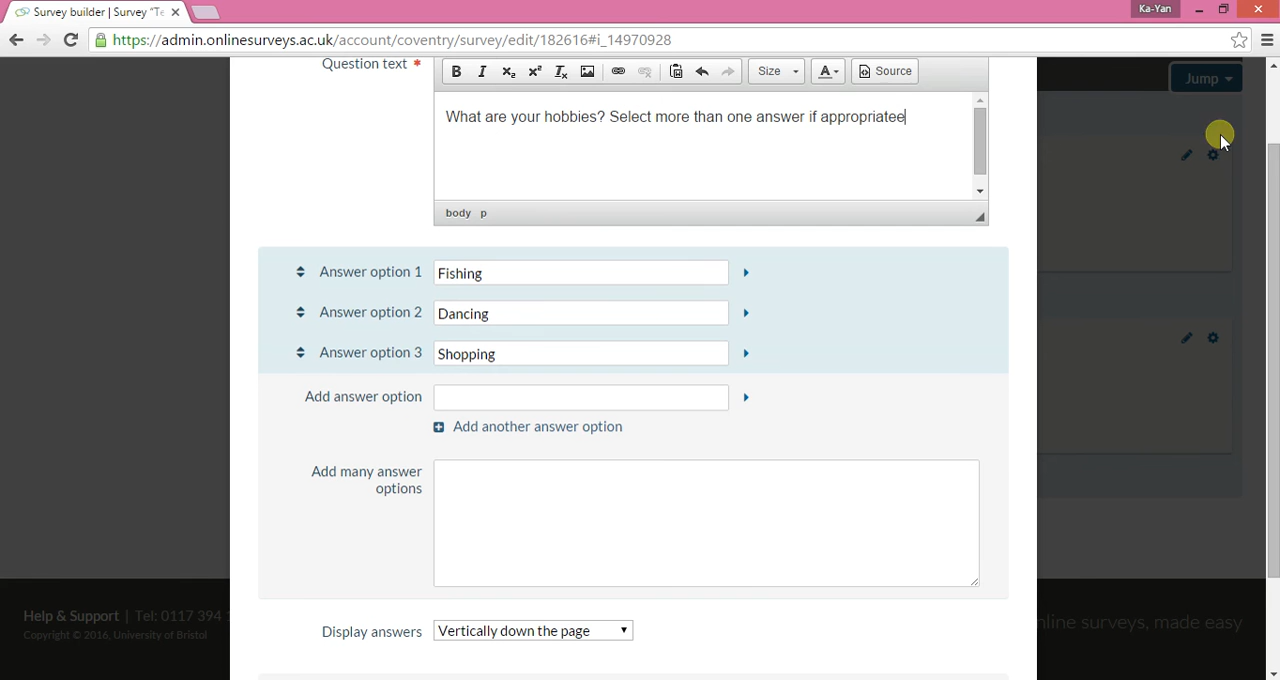 Survey builder | Survey "Te
Ka-Yan
https://admin.onlinesurveys.ac.uk/account/coventry/survey/edit/182616#i_14970928
Jump
Question text *
B I x₂ x² Ix Size A Source
What are your hobbies? Select more than one answer if appropriatee
body p
Answer option 1 Fishing
Answer option 2 Dancing
Answer option 3 Shopping
Add answer option
Add another answer option
Add many answer
options
Help & Support | Tel: 0117 394
nline surveys, made easy
Copyright © 2016, University of Bristol
Display answers Vertically down the page